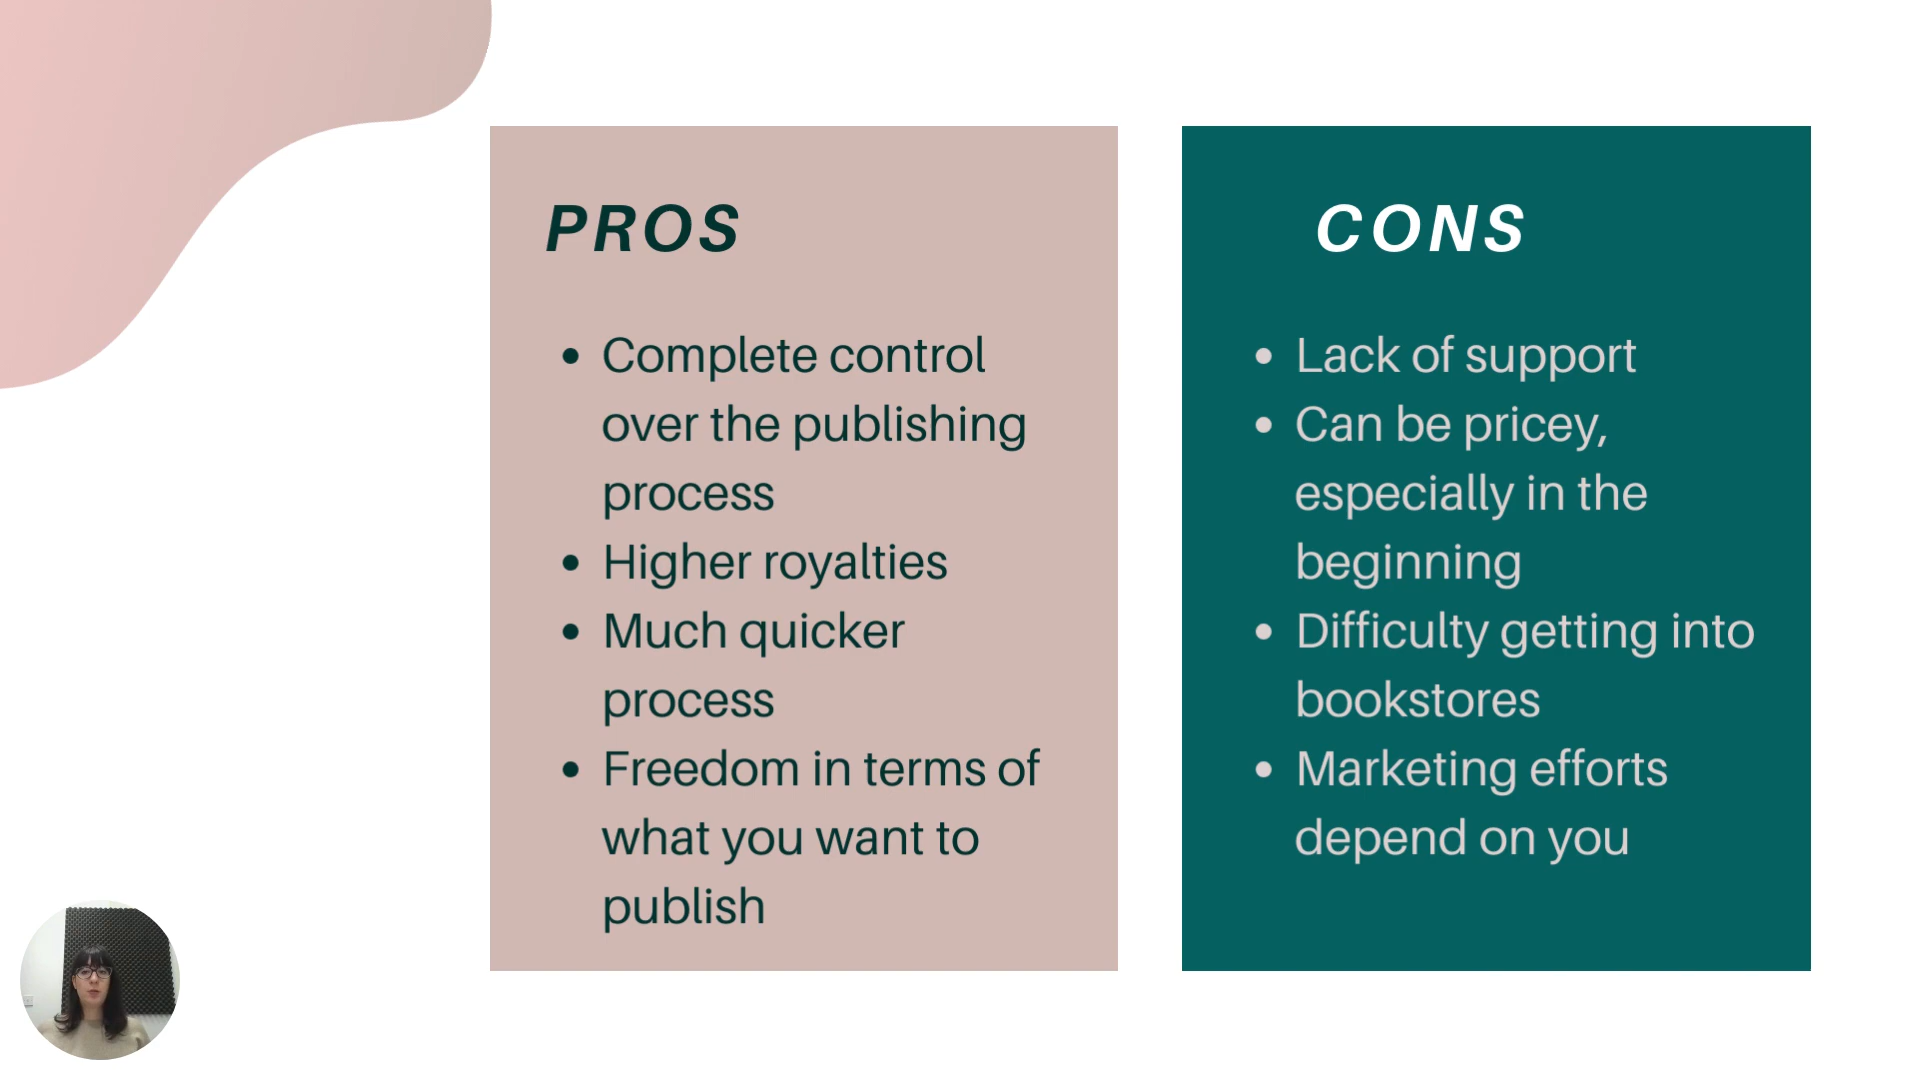 PROS
• Complete control
over the publishing
process
• Higher royalties
• Much quicker
process
• Freedom in terms of
what you want to
publish
CONS
• Lack of support
• Can be pricey,
especially in the
beginning
• Difficulty getting into
bookstores
• Marketing efforts
depend on you